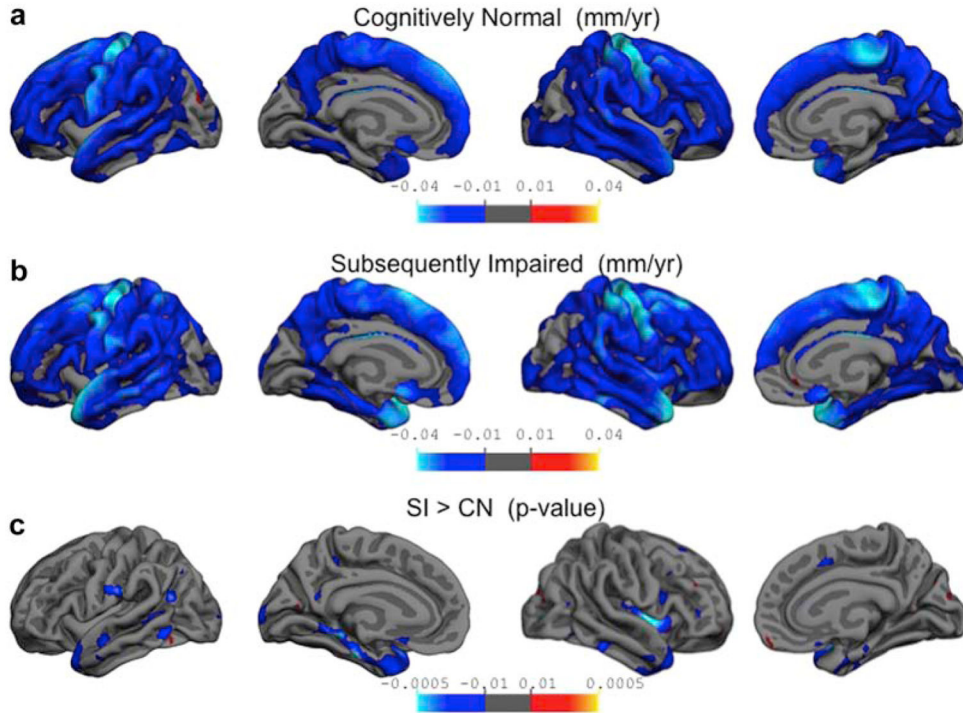 a
Cognitively Normal (mm/yr)
-0.04 -0.01 0.01 0.04
b
Subsequently Impaired (mm/yr)
-0.04 -0.01 0.01 0.04
c
SI > CN (p-value)
-0.0005 -0.01 0.01 0.0005